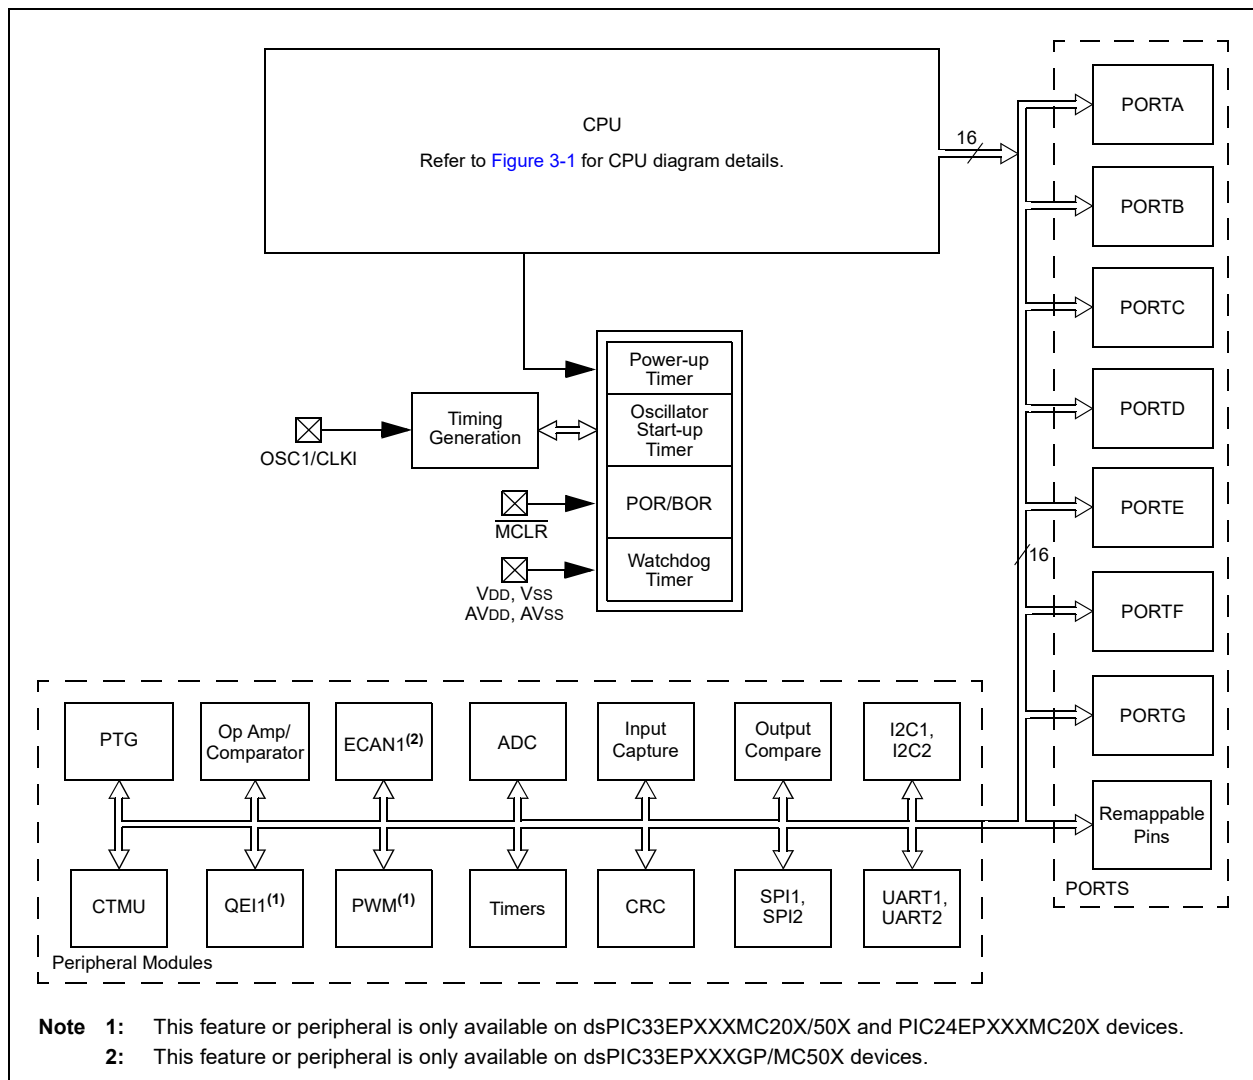 CPU
Refer to Figure 3-1 for CPU diagram details.
16
PORTA
PORTB
PORTC
PORTD
PORTE
16
PORTF
PORTG
Remappable
Pins
PORTS
Power-up
Timer
Oscillator
Start-up
Timer
POR/BOR
Watchdog
Timer
Timing
Generation
OSC1/CLKI
MCLR
VDD, VSS
AVDD, AVSS
PTG
Op Amp/
Comparator
ECAN1(2)
ADC
Input
Capture
Output
Compare
I2C1,
I2C2
CTMU
QEI1(1)
PWM(1)
Timers
CRC
SPI1,
SPI2
UART1,
UART2
Peripheral Modules
Note 1: This feature or peripheral is only available on dsPIC33EPXXXMC20X/50X and PIC24EPXXXMC20X devices.
2: This feature or peripheral is only available on dsPIC33EPXXXGP/MC50X devices.